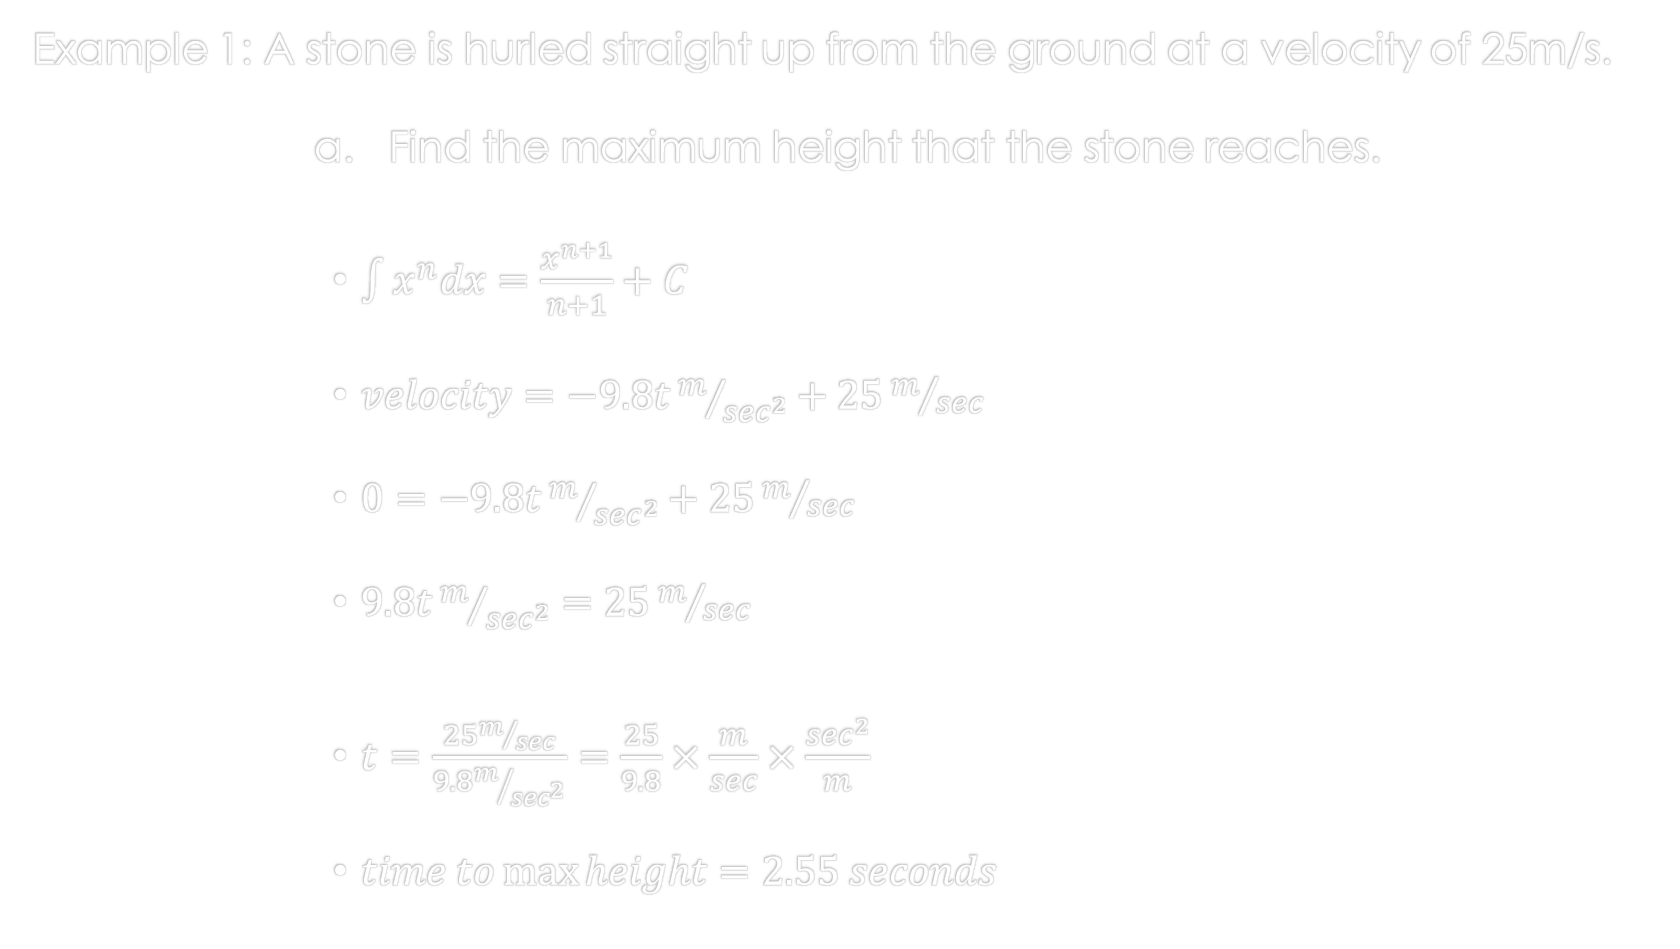 Example 1: A stone is hurled straight up from the ground at a velocity of 25m/s.
a. Find the maximum height that the stone reaches.
• ∫ xⁿdx = xⁿ⁺¹/n+1 + C
• velocity = −9.8t m/sec² + 25 m/sec
• 0 = −9.8t m/sec² + 25 m/sec
• 9.8t m/sec² = 25 m/sec
• t = 25m/sec / 9.8m/sec² = 25/9.8 × m/sec × sec²/m
• time to max height = 2.55 seconds